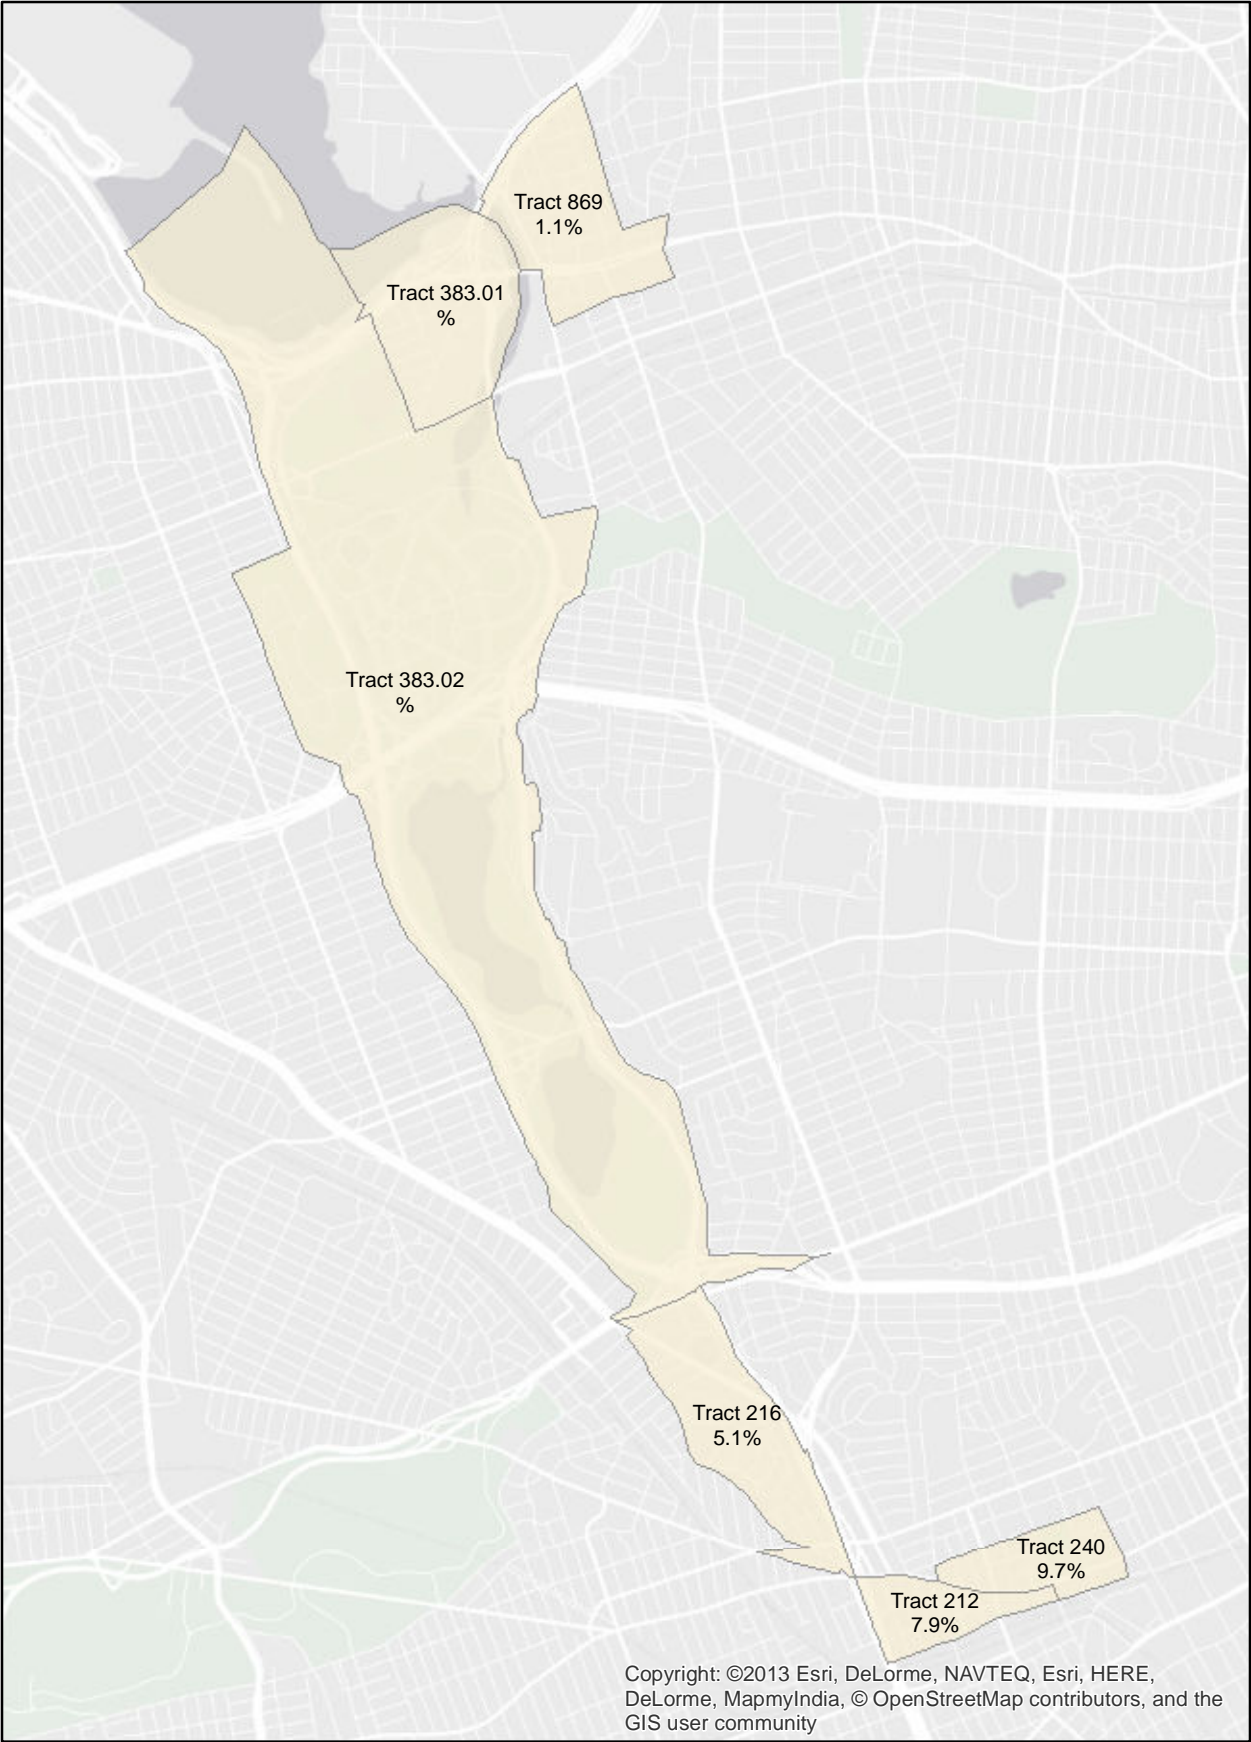 Tract 869
1.1%
Tract 383.01
%
Tract 383.02
%
Tract 216
5.1%
Tract 240
9.7%
Tract 212
7.9%
Copyright: ©2013 Esri, DeLorme, NAVTEQ, Esri, HERE,
DeLorme, MapmyIndia, © OpenStreetMap contributors, and the
GIS user community